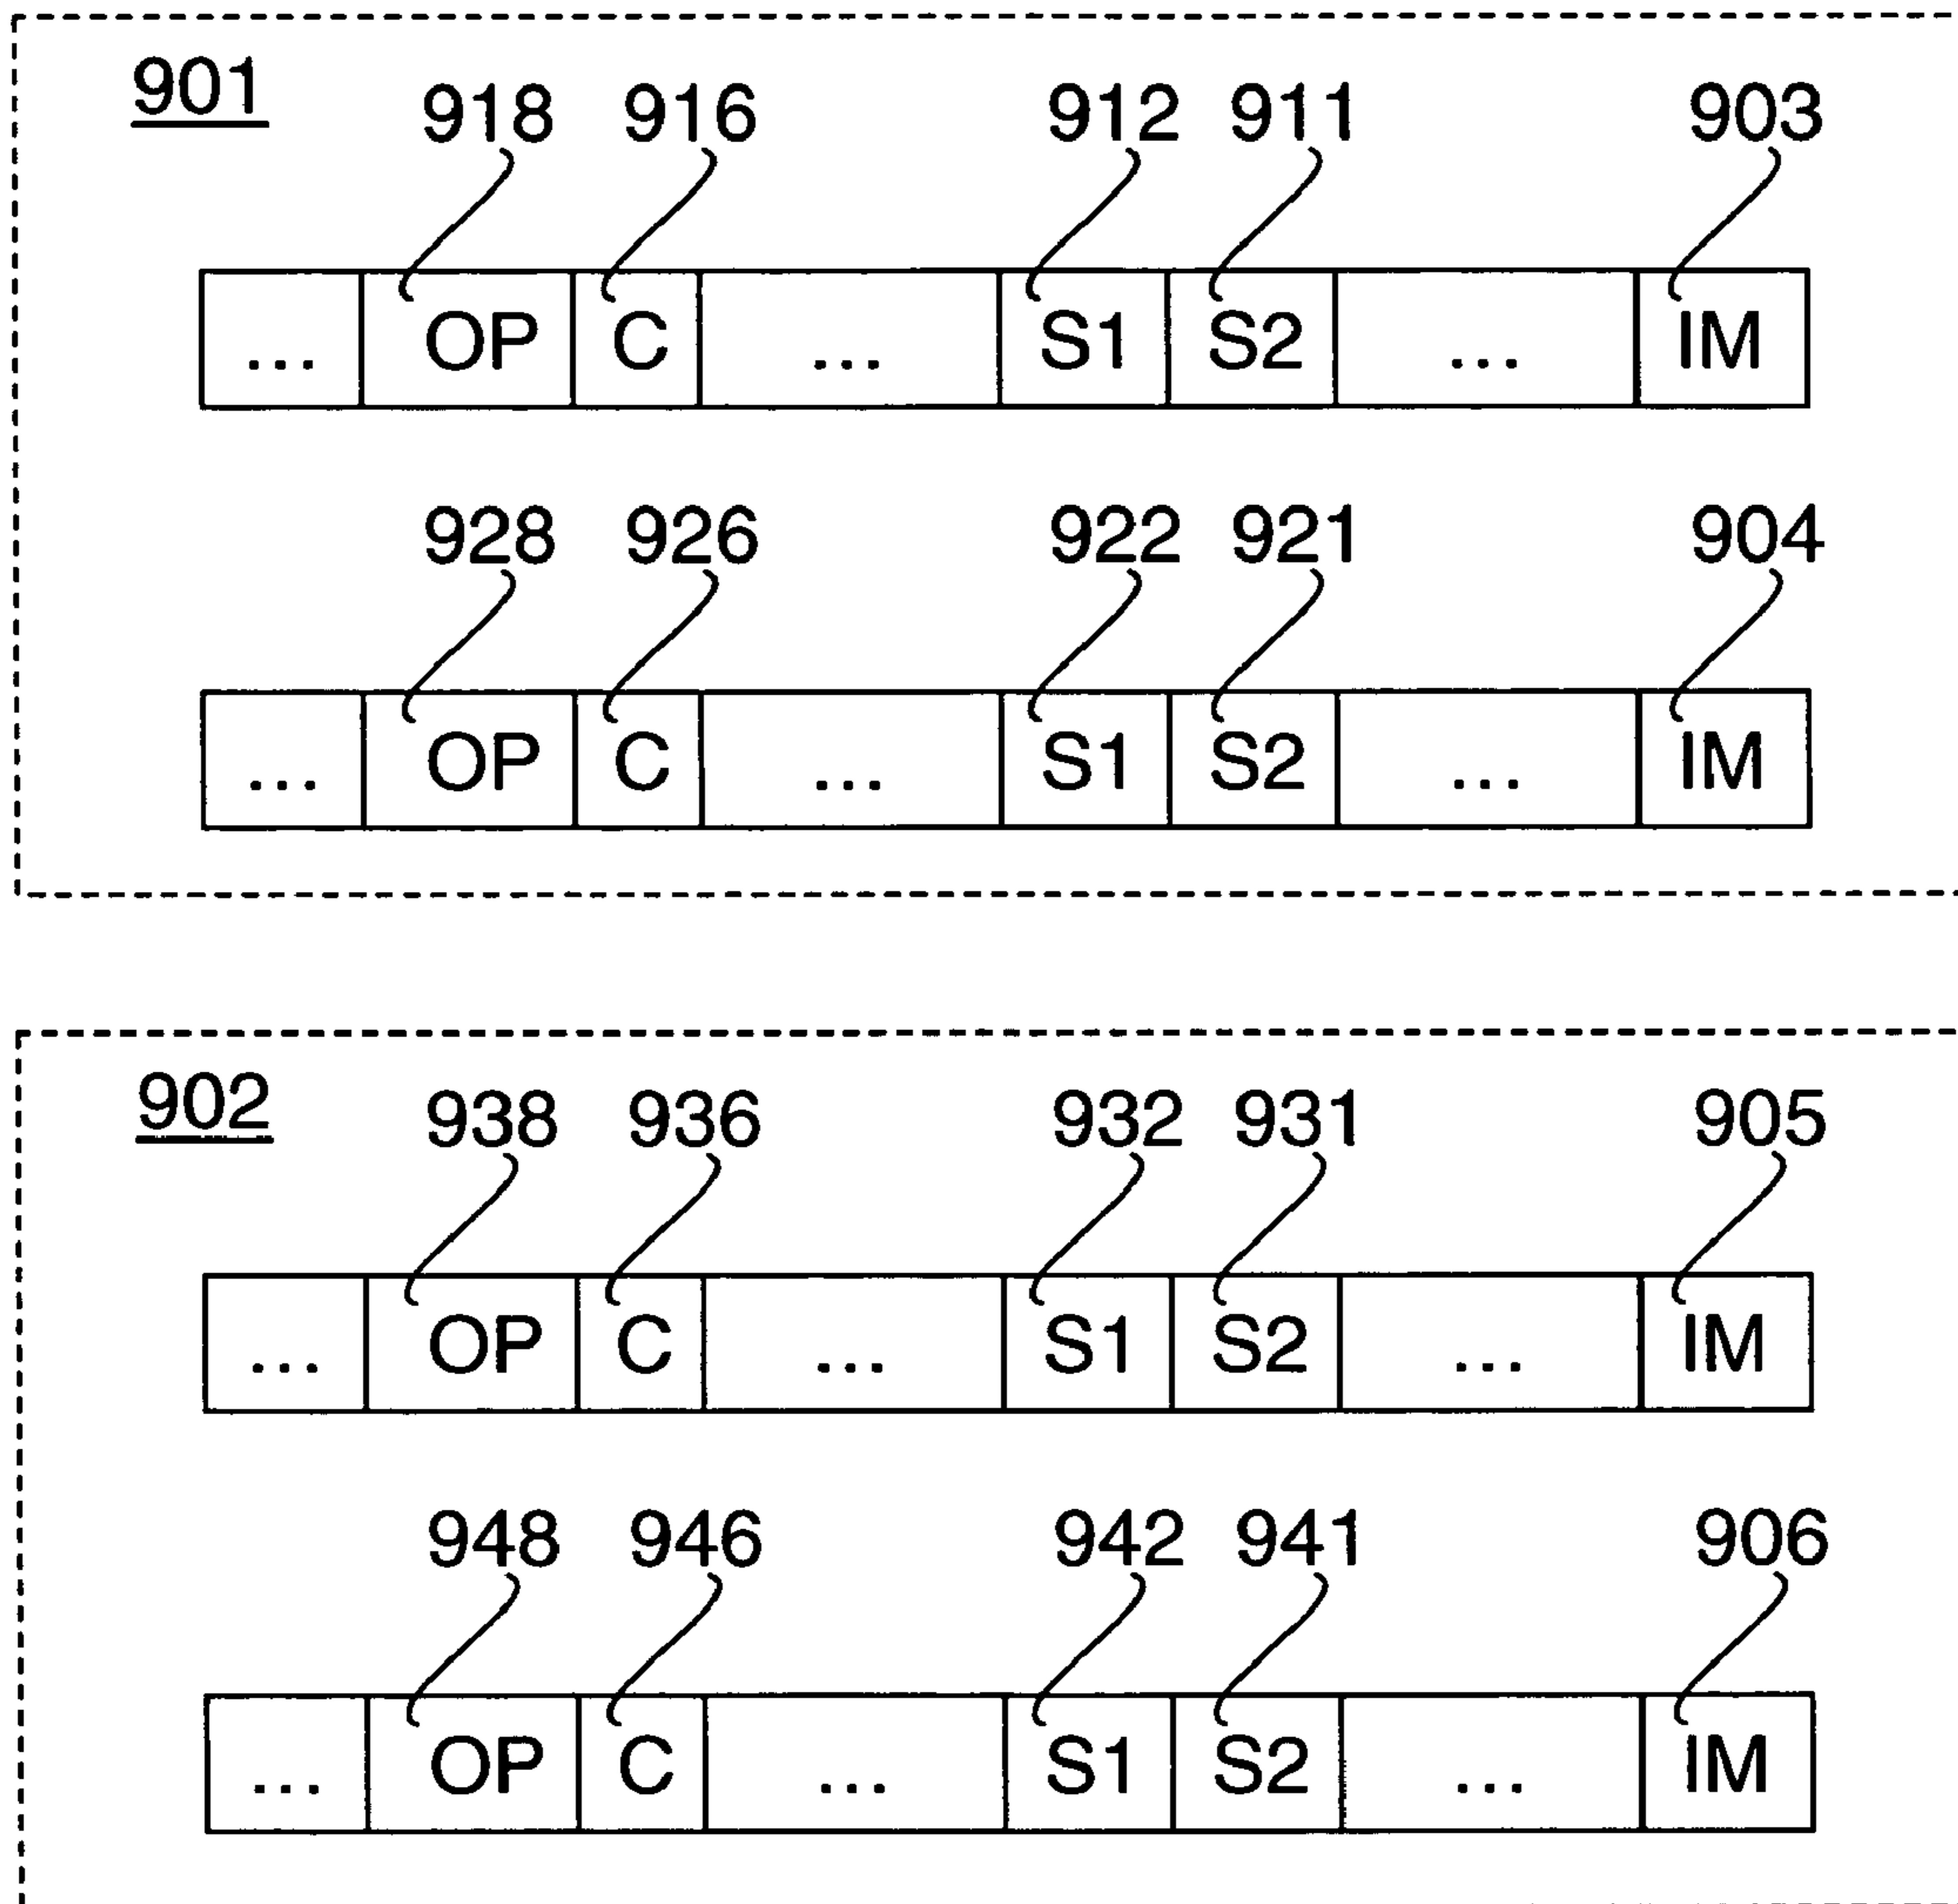 901
918 916 912 911 903
... OP C ... S1 S2 ... IM
928 926 922 921 904
... OP C ... S1 S2 ... IM
902
938 936 932 931 905
... OP C ... S1 S2 ... IM
948 946 942 941 906
... OP C ... S1 S2 ... IM